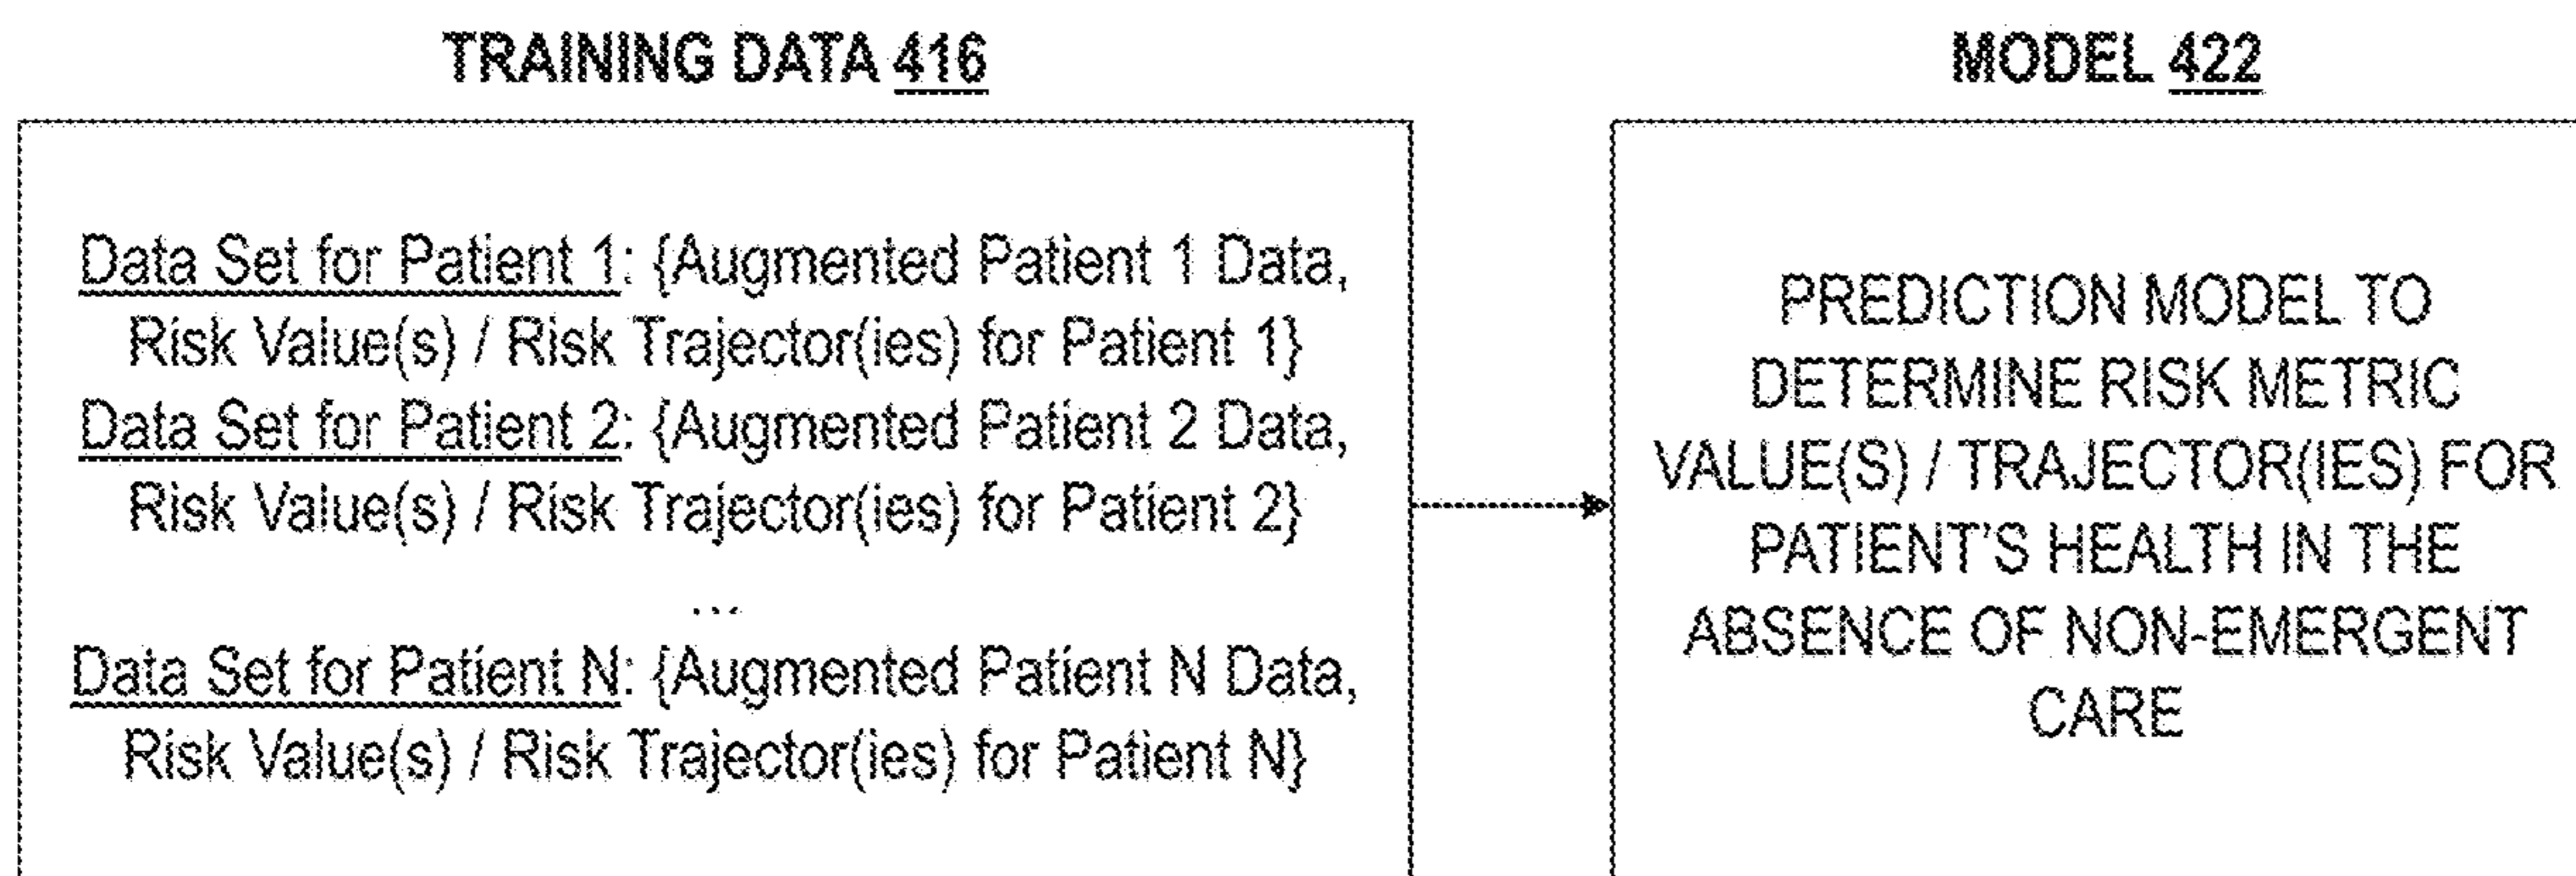 TRAINING DATA 416
Data Set for Patient 1: {Augmented Patient 1 Data,
Risk Value(s) / Risk Trajector(ies) for Patient 1}
Data Set for Patient 2: {Augmented Patient 2 Data,
Risk Value(s) / Risk Trajector(ies) for Patient 2}
...
Data Set for Patient N: {Augmented Patient N Data,
Risk Value(s) / Risk Trajector(ies) for Patient N}
MODEL 422
PREDICTION MODEL TO
DETERMINE RISK METRIC
VALUE(S) / TRAJECTOR(IES) FOR
PATIENT'S HEALTH IN THE
ABSENCE OF NON-EMERGENT
CARE